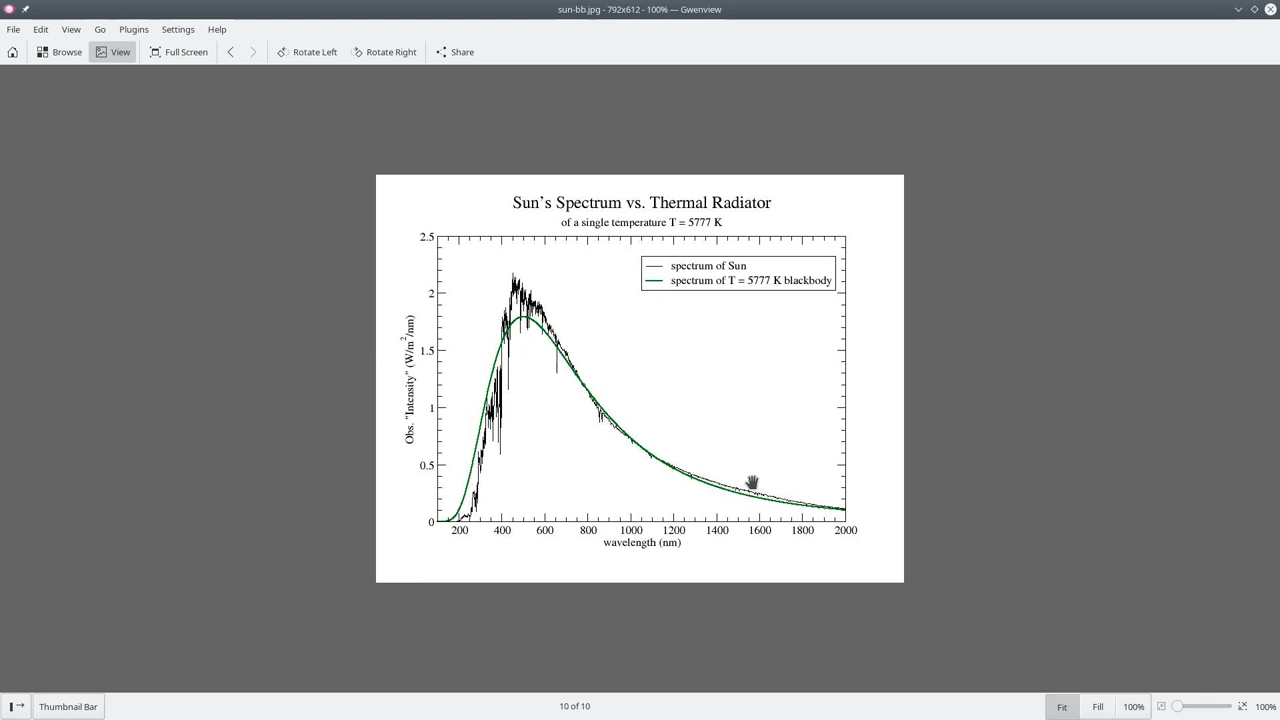 sun-bb.jpg - 792x612 - 100% — Gwenview
File Edit View Go Plugins Settings Help
Browse View Full Screen Rotate Left Rotate Right Share
Sun's Spectrum vs. Thermal Radiator
of a single temperature T = 5777 K
2.5
2
1.5
1
0.5
0
Obs. "Intensity" (W/m²/nm)
spectrum of Sun
spectrum of T = 5777 K blackbody
200 400 600 800 1000 1200 1400 1600 1800 2000
wavelength (nm)
Thumbnail Bar 10 of 10 Fit Fill 100% 100%